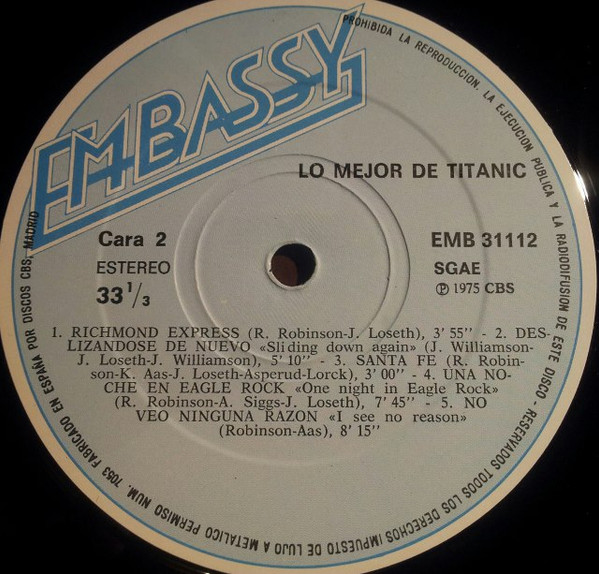 EMBASSY
LO MEJOR DE TITANIC
Cara 2
EMB 31112
ESTEREO
SGAE
33 1/3
Ⓟ 1975 CBS
1. RICHMOND EXPRESS (R. Robinson-J. Loseth), 3' 55" - 2. DES-
LIZANDOSE DE NUEVO «Sliding down again» (J. Williamson-
J. Loseth-J. Williamson), 5' 10" - 3. SANTA FE (R. Robin-
son-K. Aas-J. Loseth-Asperud-Lorck), 3' 00" - 4. UNA NO-
CHE EN EAGLE ROCK «One night in Eagle Rock»
(R. Robinson-A. Siggs-J. Loseth), 7' 45" - 5. NO
VEO NINGUNA RAZON «I see no reason»
(Robinson-Aas), 8' 15"
PROHIBIDA LA REPRODUCCION, LA EJECUCION PUBLICA Y LA RADIODIFUSION DE ESTE DISCO - RESERVADOS TODOS LOS DERECHOS IMPUESTO DE LUJO A METALICO PERMISO NUM. 7053 FABRICADO EN ESPAÑA POR DISCOS CBS, MADRID